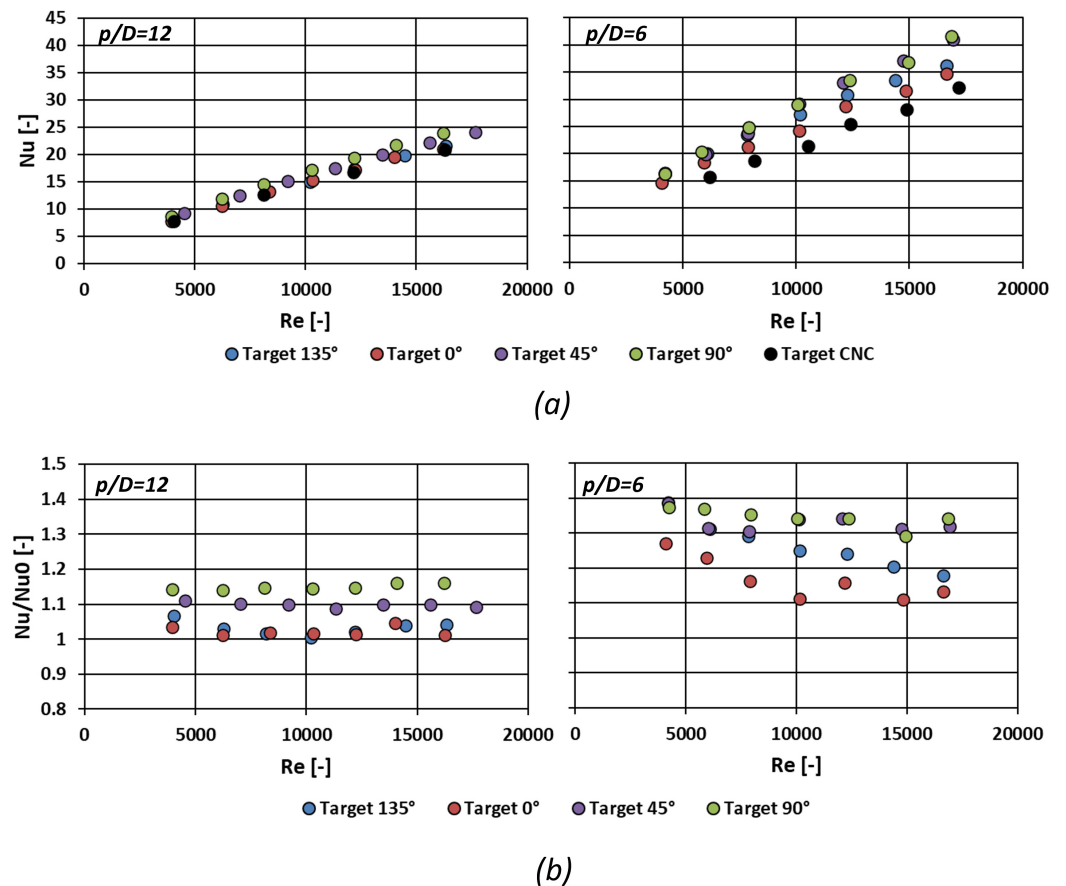 p/D=12
p/D=6
Nu [-]
45
40
35
30
25
20
15
10
5
0
0 5000 10000 15000 20000
0 5000 10000 15000 20000
Re [-]
Re [-]
Target 135° Target 0° Target 45° Target 90° Target CNC
(a)
p/D=12
p/D=6
Nu/Nu0 [-]
1.5
1.4
1.3
1.2
1.1
1
0.9
0.8
0 5000 10000 15000 20000
0 5000 10000 15000 20000
Re [-]
Re [-]
Target 135° Target 0° Target 45° Target 90°
(b)